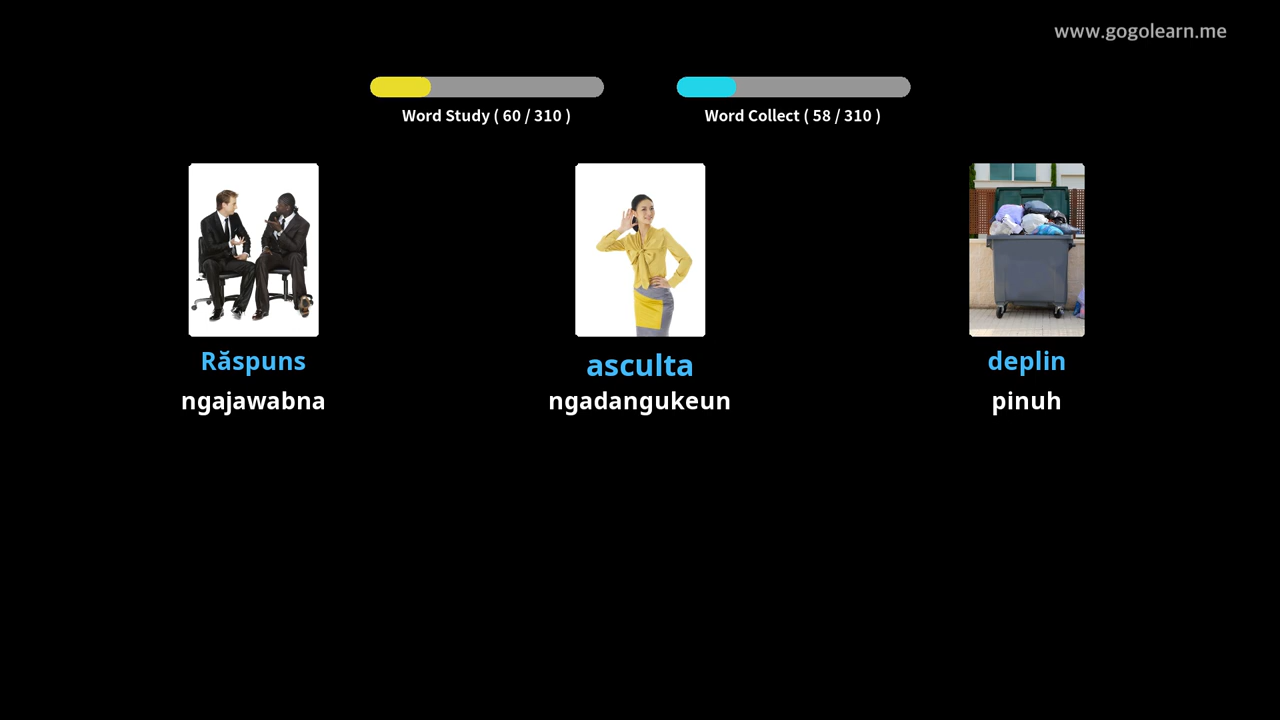 www.gogolearn.me
Word Study ( 60 / 310 )
Word Collect ( 58 / 310 )
Răspuns
asculta
deplin
ngajawabna
ngadangukeun
pinuh